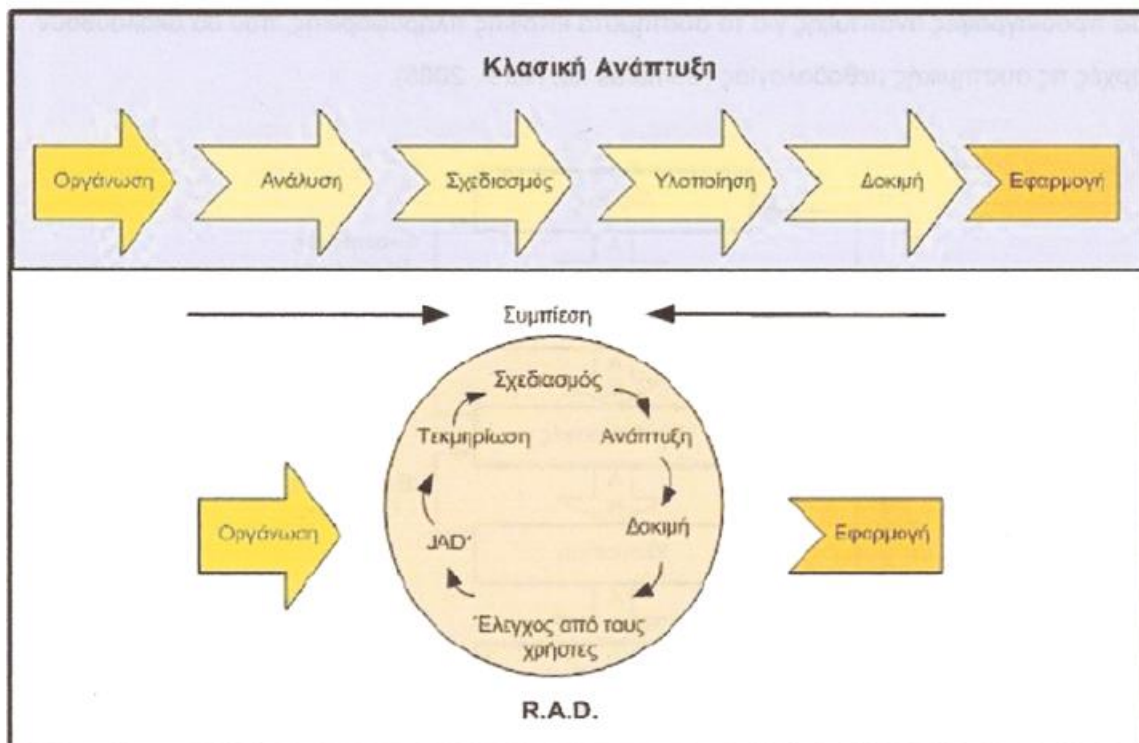 Κλασική Ανάπτυξη
Οργάνωση
Ανάλυση
Σχεδιασμός
Υλοποίηση
Δοκιμή
Εφαρμογή
Συμπίεση
Σχεδιασμός
Τεκμηρίωση
Ανάπτυξη
Οργάνωση
JAD
Δοκιμή
Εφαρμογή
Έλεγχος από τους
χρήστες
R.A.D.